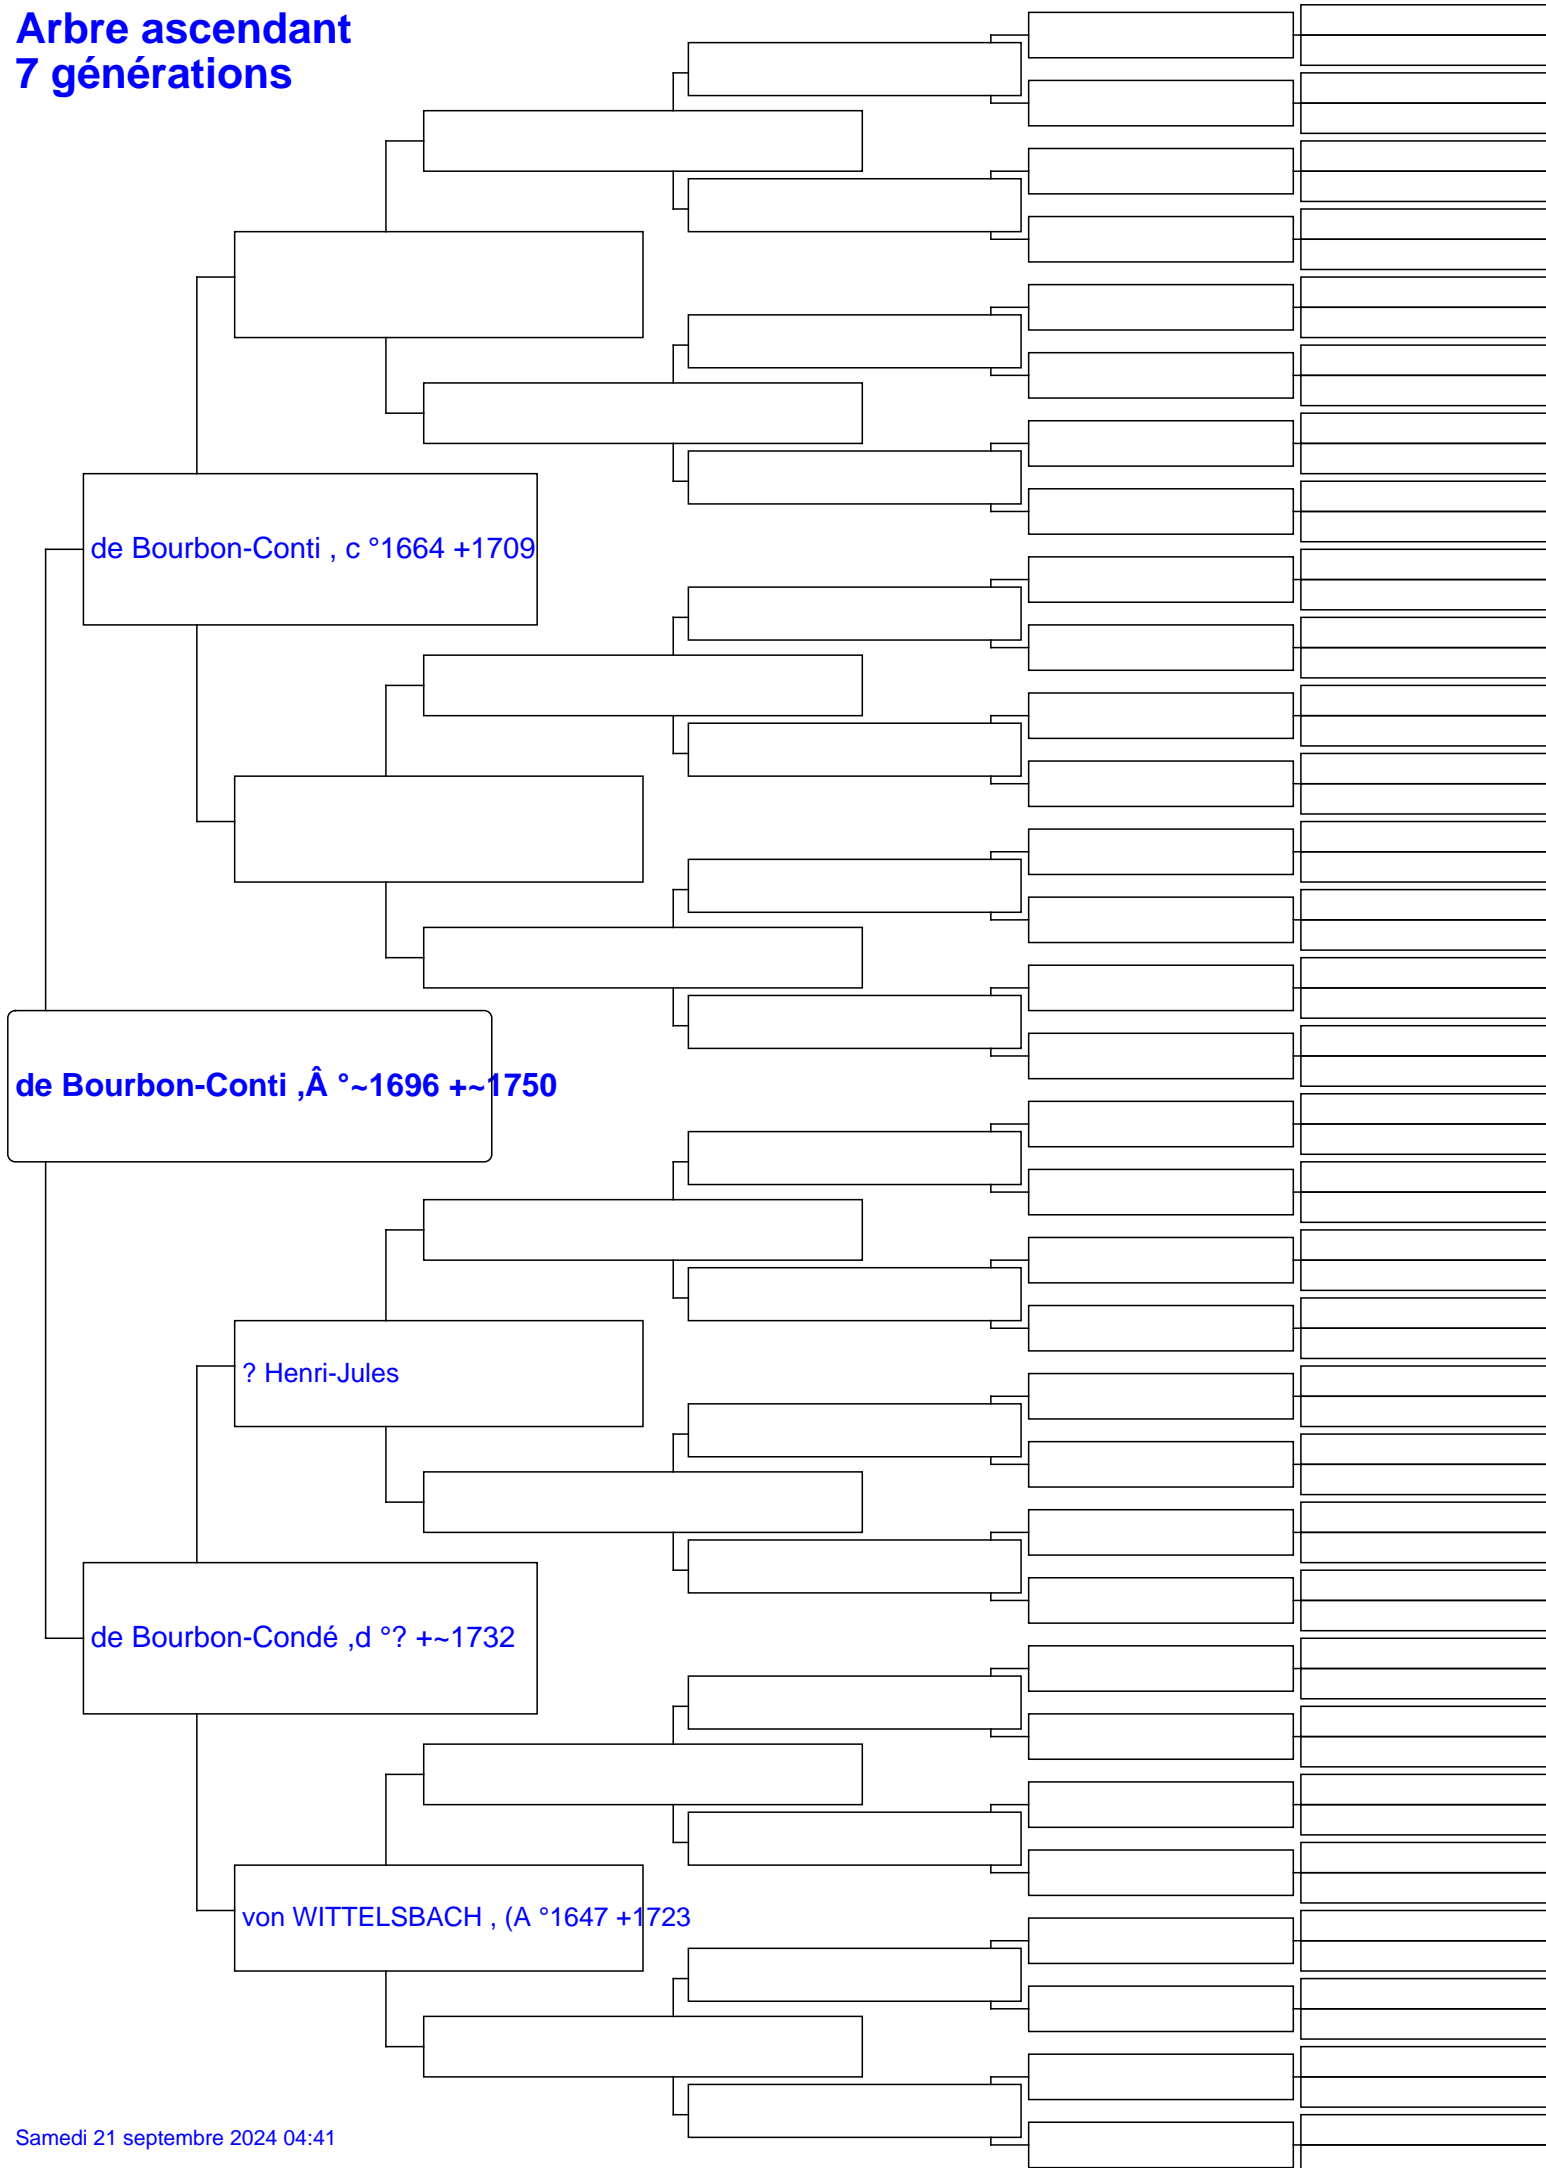 Arbre ascendant
7 générations
de Bourbon-Conti , c °1664 +1709
de Bourbon-Conti ,Â °~1696 +~1750
? Henri-Jules
de Bourbon-Condé ,d °? +~1732
von WITTELSBACH , (A °1647 +1723
Samedi 21 septembre 2024 04:41